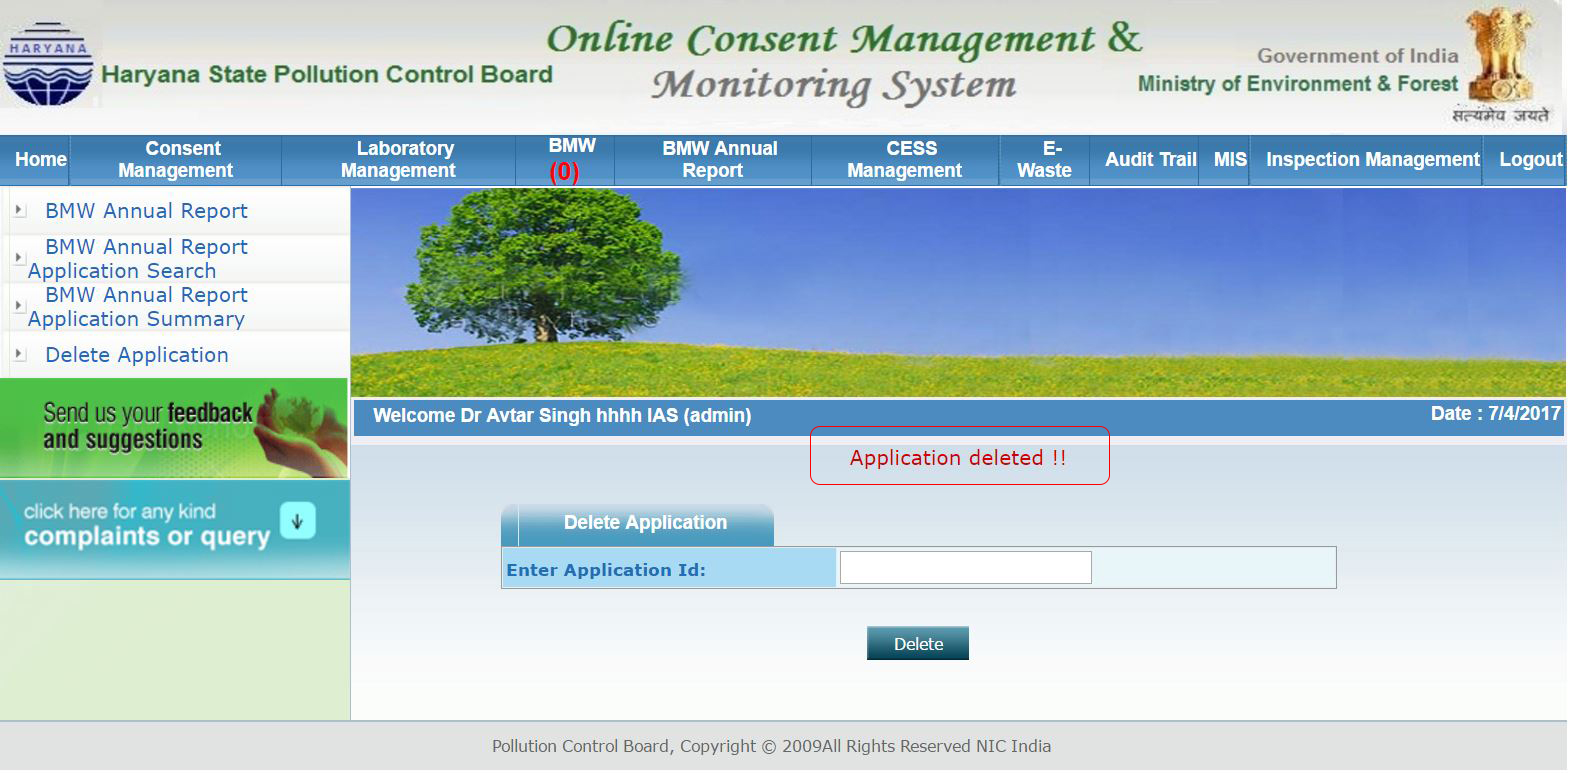 HARYANA
Haryana State Pollution Control Board
Online Consent Management &
Monitoring System
Government of India
Ministry of Environment & Forest
सत्यमेव जयते
Home
Consent
Management
Laboratory
Management
BMW
(0)
BMW Annual
Report
CESS
Management
E-
Waste
Audit Trail
MIS
Inspection Management
Logout
BMW Annual Report
BMW Annual Report
Application Search
BMW Annual Report
Application Summary
Delete Application
Send us your feedback
and suggestions
click here for any kind
complaints or query
Welcome Dr Avtar Singh hhhh IAS (admin)
Date : 7/4/2017
Application deleted !!
Delete Application
Enter Application Id:
Delete
Pollution Control Board, Copyright © 2009All Rights Reserved NIC India